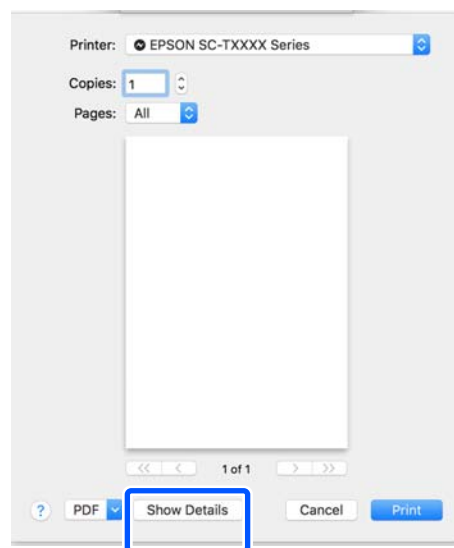 Printer: EPSON SC-TXXXX Series
Copies: 1
Pages: All
<< < 1 of 1 > >>
? PDF Show Details Cancel Print